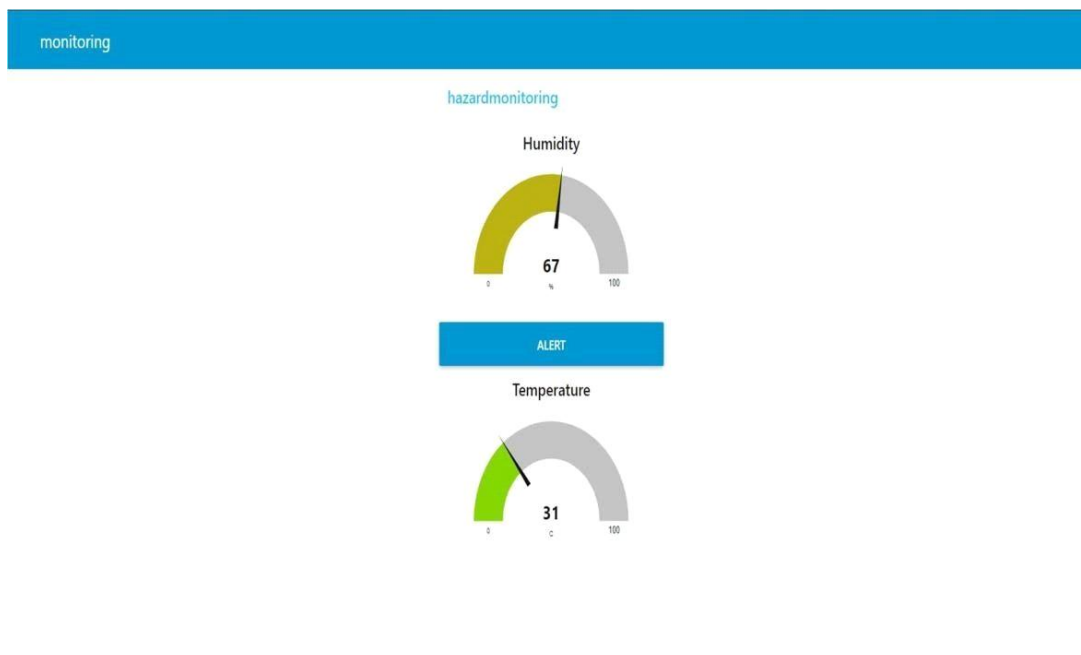 monitoring
hazardmonitoring
Humidity
67
%
0 100
ALERT
Temperature
31
C
0 100